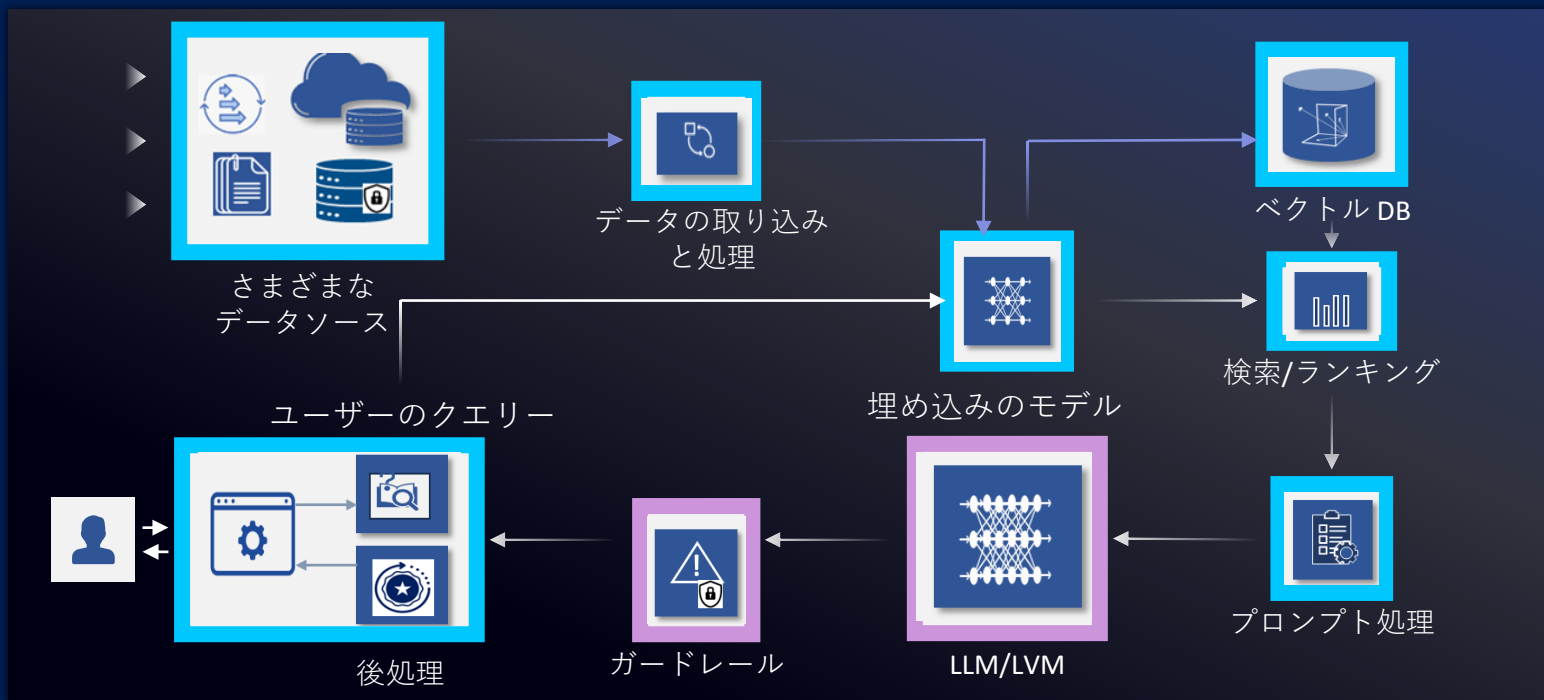 さまざまな
データソース
データの取り込み
と処理
ベクトル DB
埋め込みのモデル
検索/ランキング
ユーザーのクエリー
後処理
ガードレール
LLM/LVM
プロンプト処理